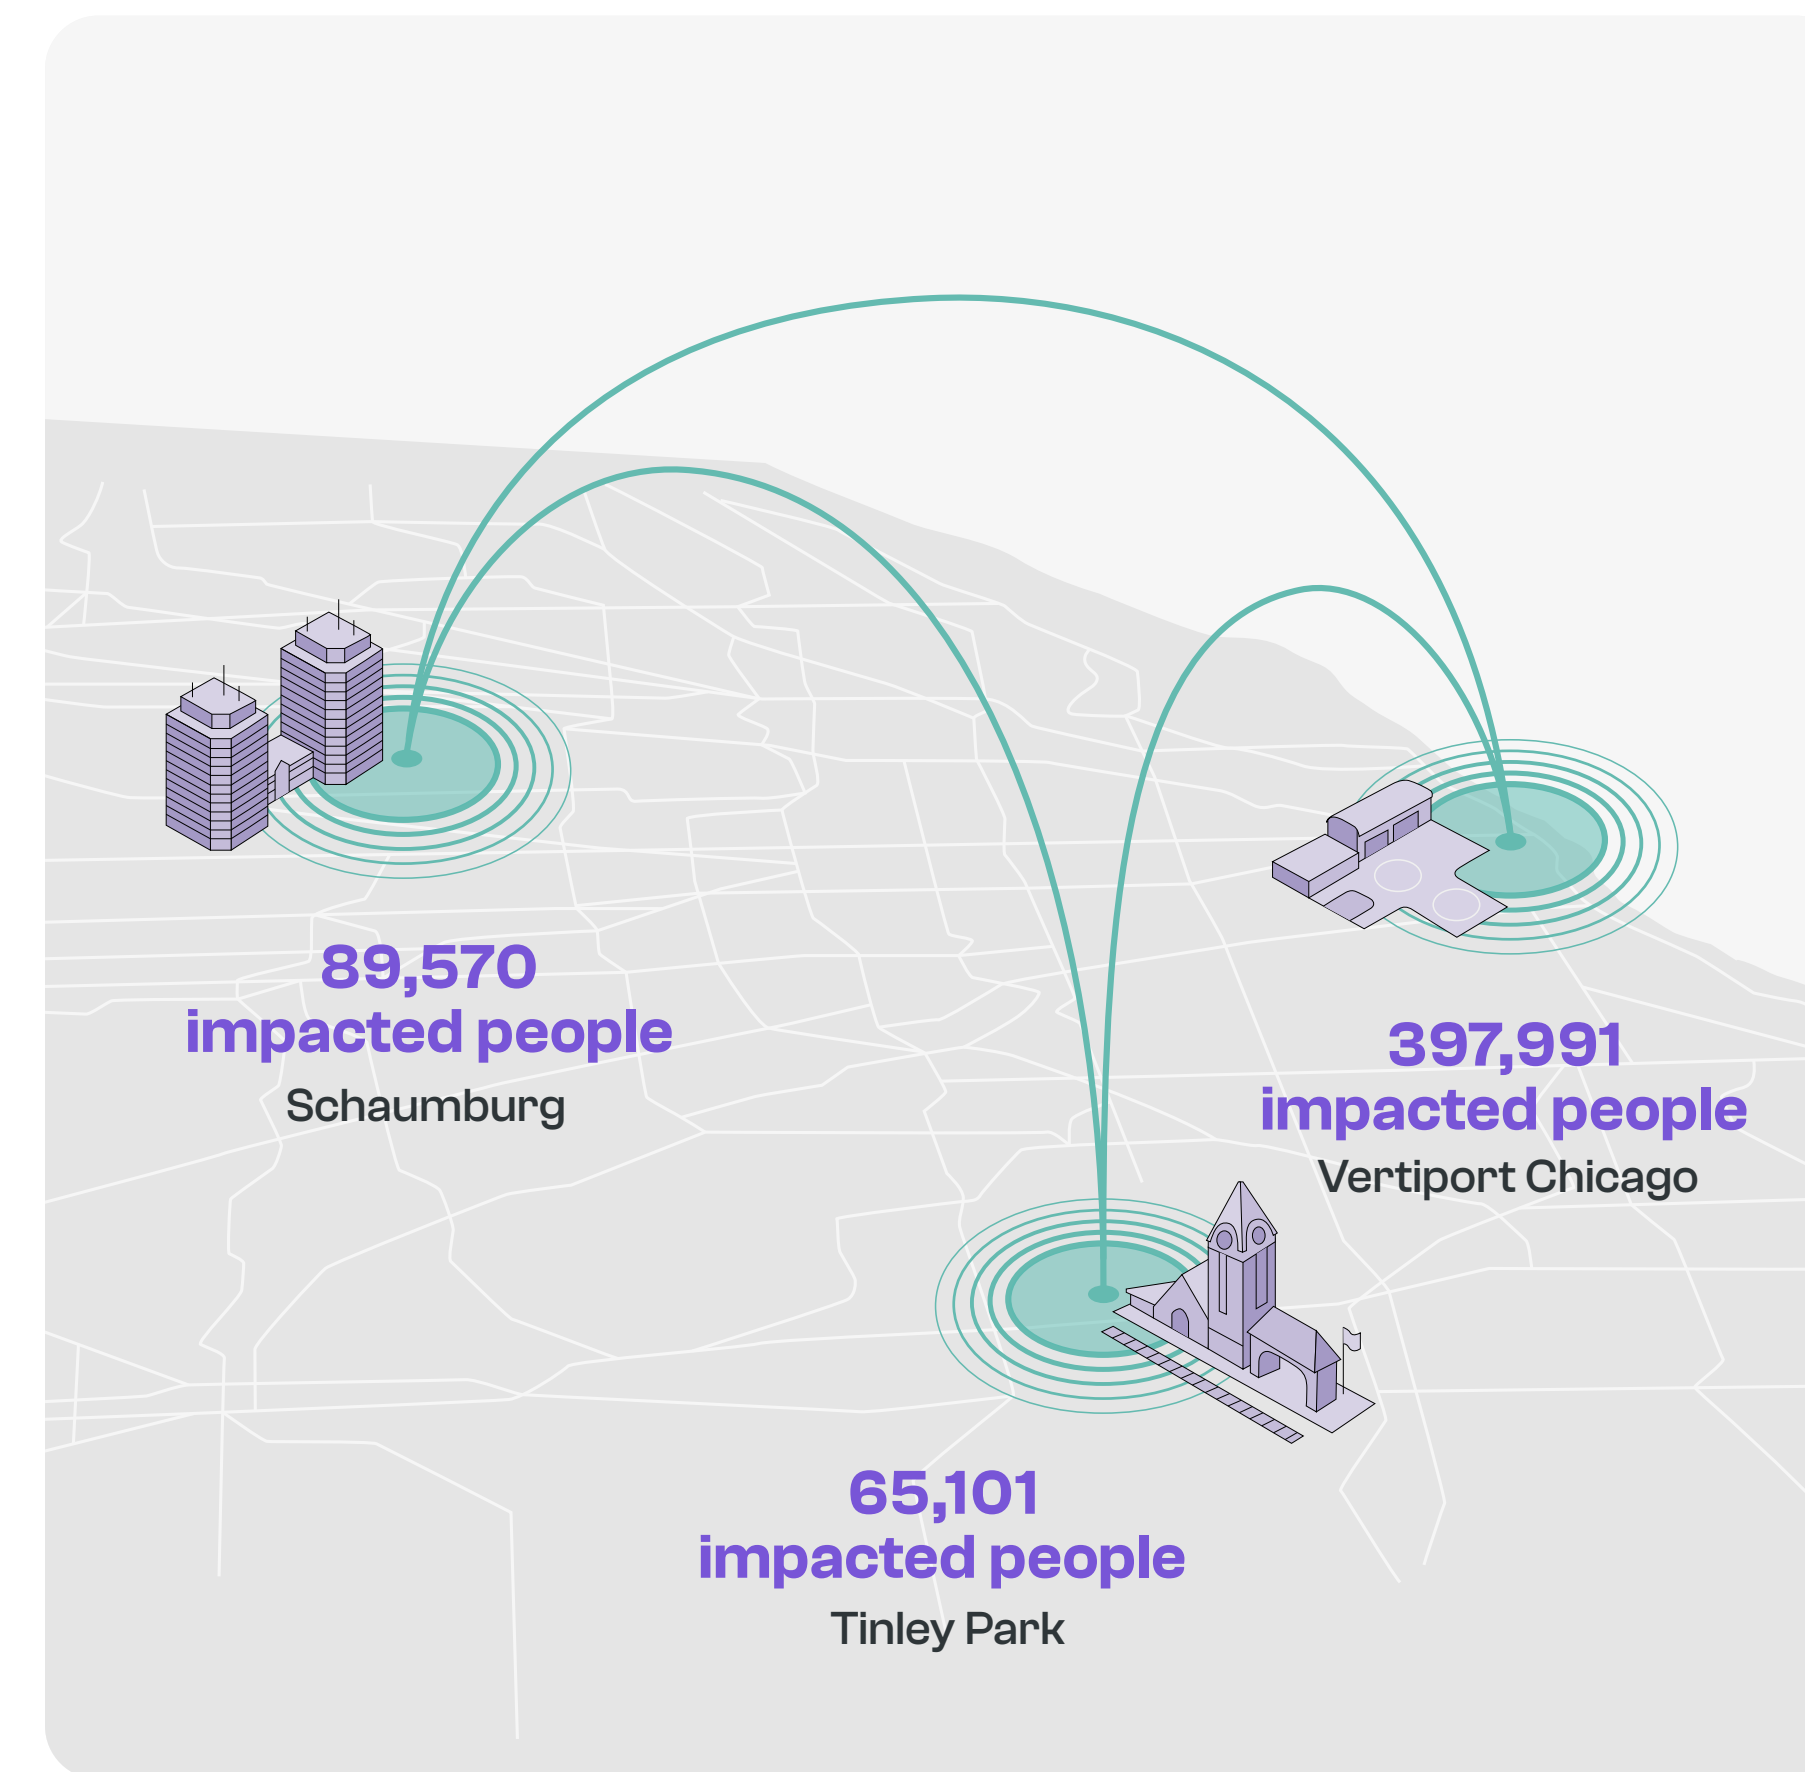 89,570
impacted people
Schaumburg
397,991
impacted people
Vertiport Chicago
65,101
impacted people
Tinley Park